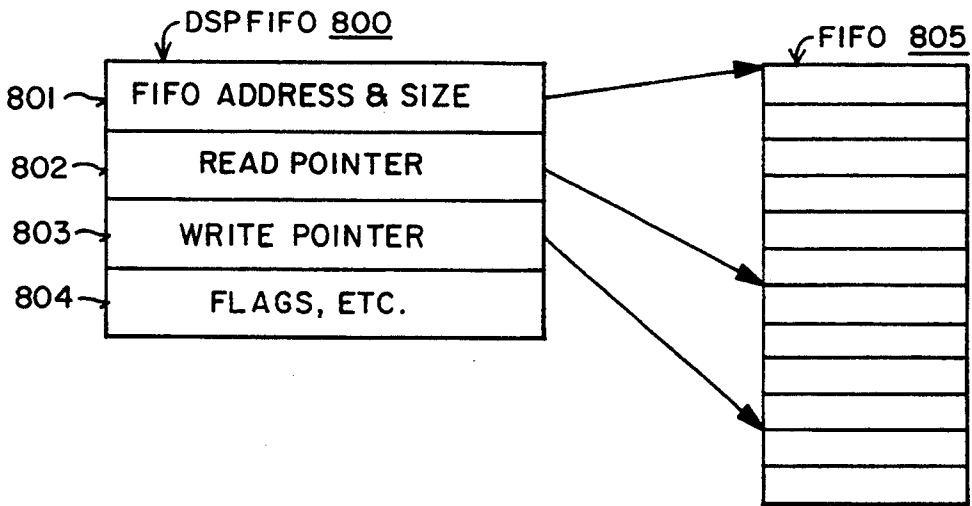 DSPFIFO 800
FIFO 805
801 FIFO ADDRESS & SIZE
802 READ POINTER
803 WRITE POINTER
804 FLAGS, ETC.